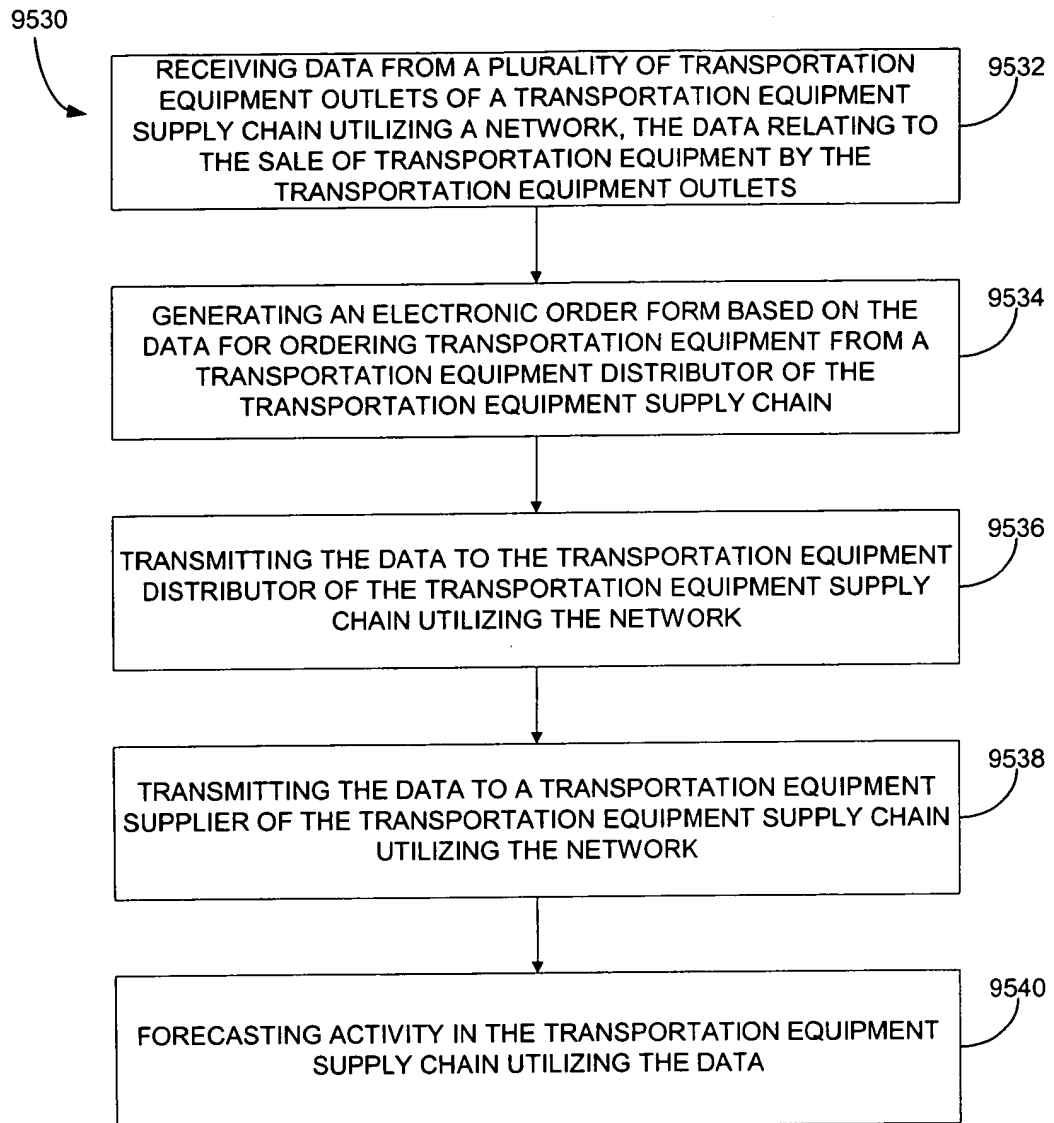 9530
RECEIVING DATA FROM A PLURALITY OF TRANSPORTATION
EQUIPMENT OUTLETS OF A TRANSPORTATION EQUIPMENT
SUPPLY CHAIN UTILIZING A NETWORK, THE DATA RELATING TO
THE SALE OF TRANSPORTATION EQUIPMENT BY THE
TRANSPORTATION EQUIPMENT OUTLETS
9532
GENERATING AN ELECTRONIC ORDER FORM BASED ON THE
DATA FOR ORDERING TRANSPORTATION EQUIPMENT FROM A
TRANSPORTATION EQUIPMENT DISTRIBUTOR OF THE
TRANSPORTATION EQUIPMENT SUPPLY CHAIN
9534
TRANSMITTING THE DATA TO THE TRANSPORTATION EQUIPMENT
DISTRIBUTOR OF THE TRANSPORTATION EQUIPMENT SUPPLY
CHAIN UTILIZING THE NETWORK
9536
TRANSMITTING THE DATA TO A TRANSPORTATION EQUIPMENT
SUPPLIER OF THE TRANSPORTATION EQUIPMENT SUPPLY CHAIN
UTILIZING THE NETWORK
9538
FORECASTING ACTIVITY IN THE TRANSPORTATION EQUIPMENT
SUPPLY CHAIN UTILIZING THE DATA
9540